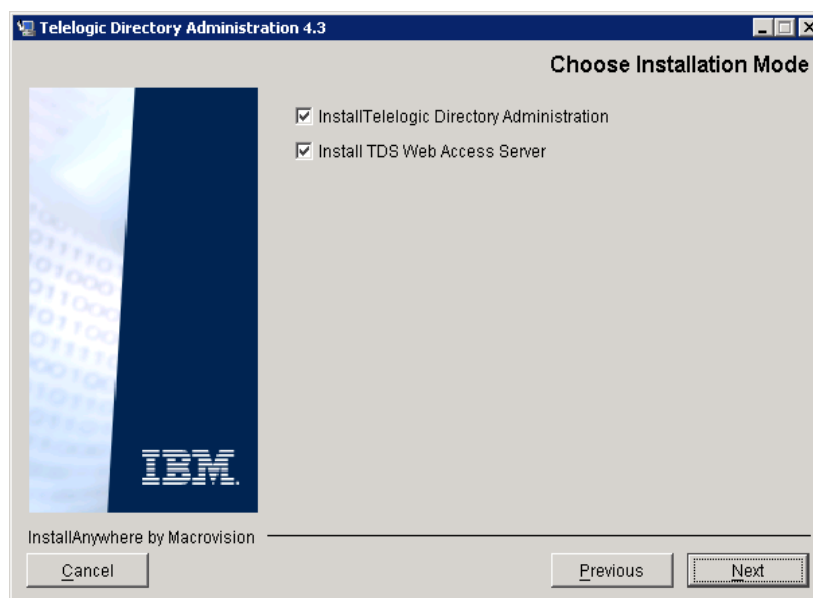 Telelogic Directory Administration 4.3
Choose Installation Mode
InstallTelelogic Directory Administration
Install TDS Web Access Server
IBM.
InstallAnywhere by Macrovision
Cancel
Previous
Next